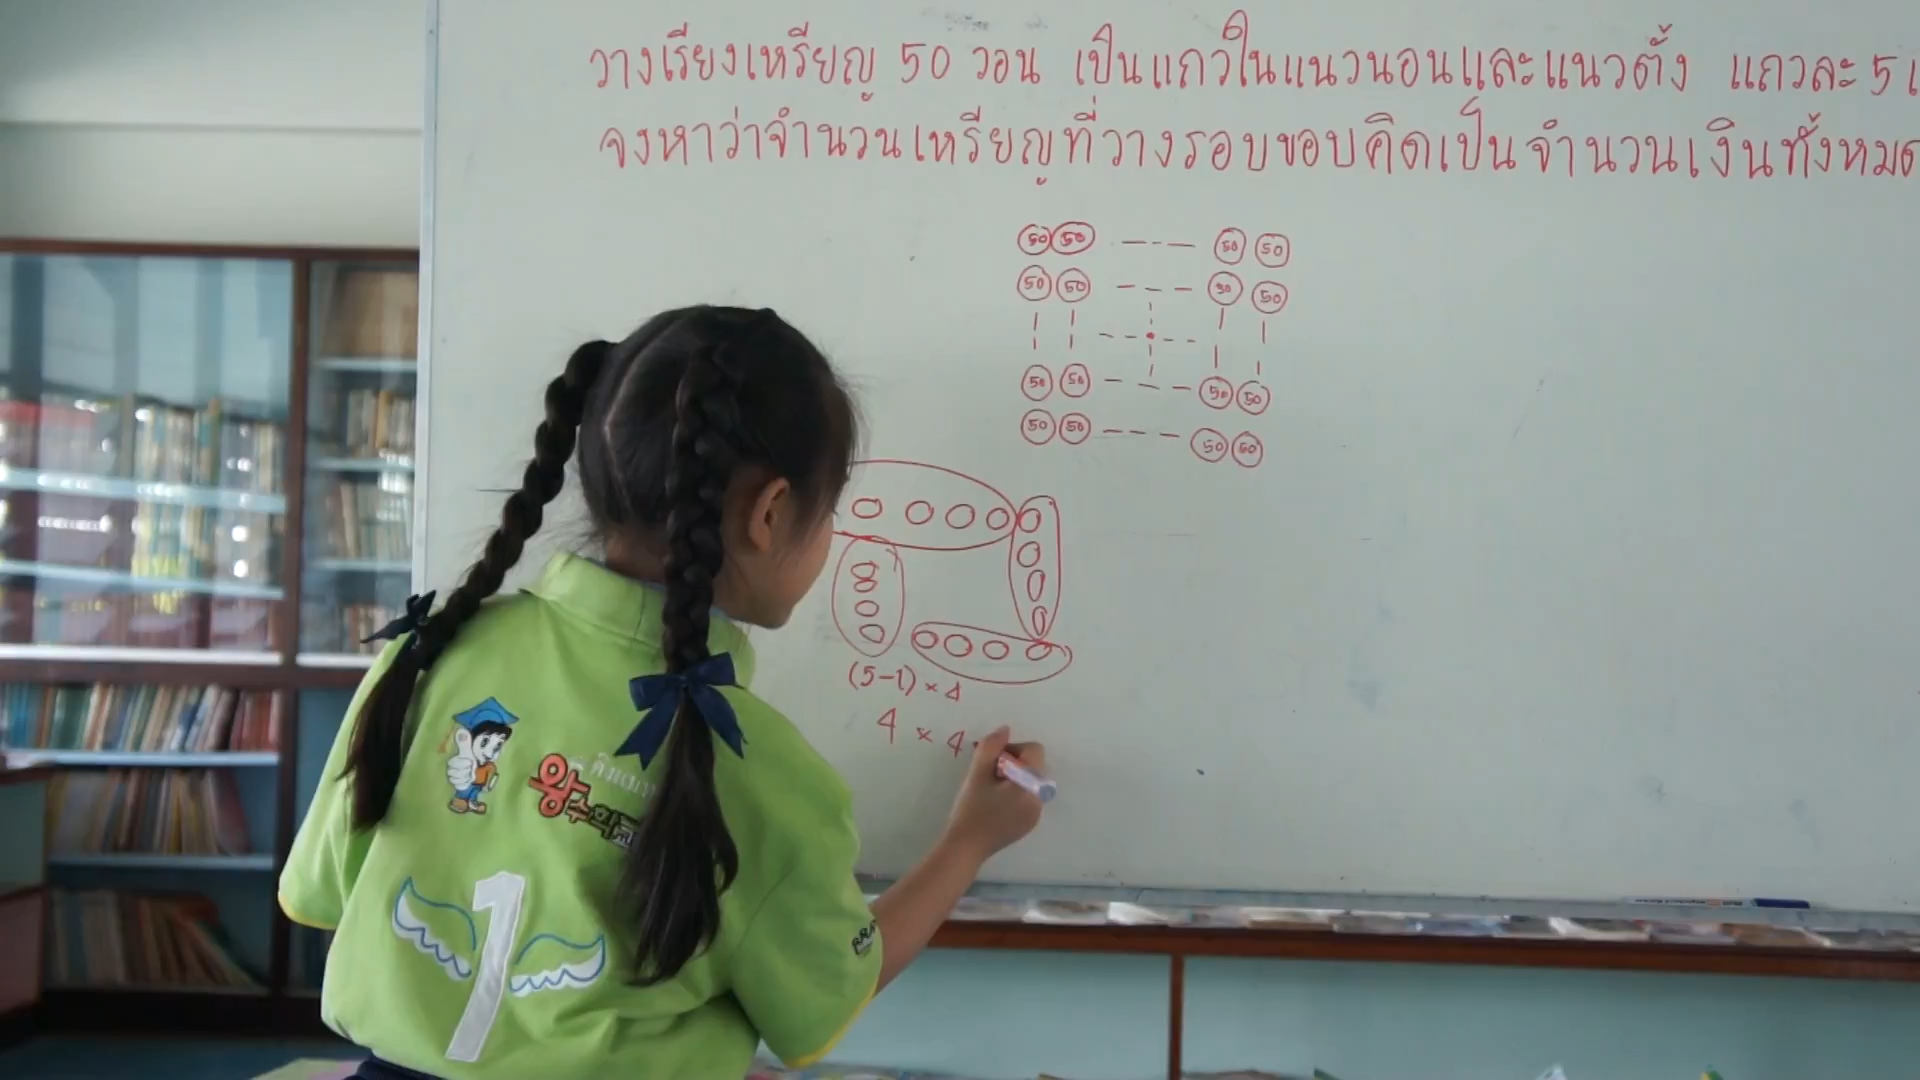 วางเรียงเหรียญ 50 วอน เป็นแถวในแนวนอนและแนวตั้ง แถวละ 5 เ
จงหาว่าจำนวนเหรียญที่วางรอบขอบคิดเป็นจำนวนเงินทั้งหมด
50 50 50 50
50 50 50 50
50 50 50 50
50 50 50 50
(5-1) × 4
4 × 4
왕수학
1